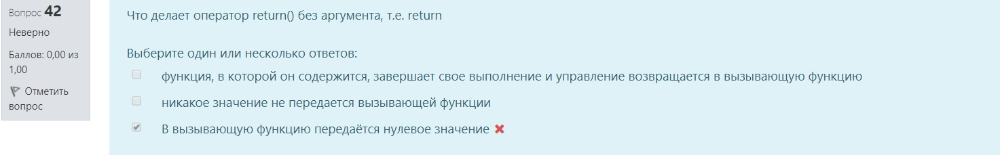 Вопрос 42
Неверно
Баллов: 0,00 из
1,00
Отметить
вопрос
Что делает оператор return() без аргумента, т.е. return
Выберите один или несколько ответов:
функция, в которой он содержится, завершает свое выполнение и управление возвращается в вызывающую функцию
никакое значение не передается вызывающей функции
В вызывающую функцию передаётся нулевое значение